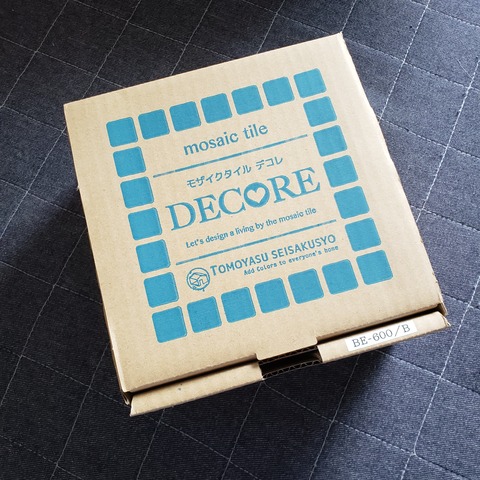 mosaic tile
モザイクタイル デコレ
DECORE
Let's design a living by the mosaic tile
TOMOYASU SEISAKUSYO
Add Colors to everyone's home
BE-600/B